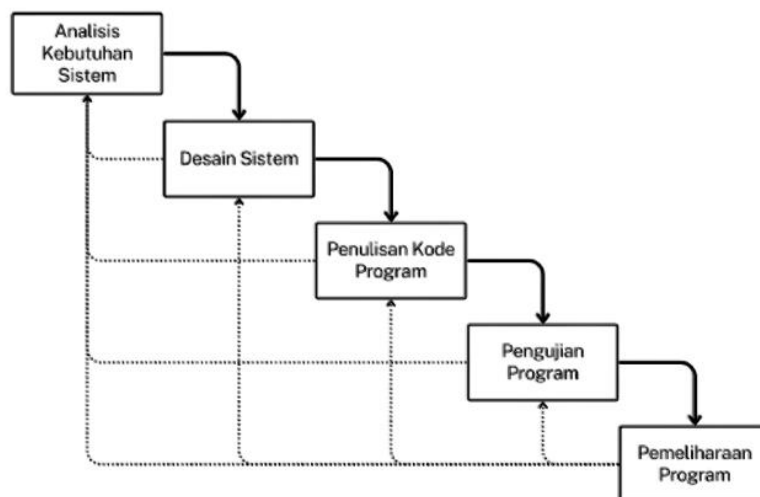 Analisis
Kebutuhan
Sistem
Desain Sistem
Penulisan Kode
Program
Pengujian
Program
Pemeliharaan
Program